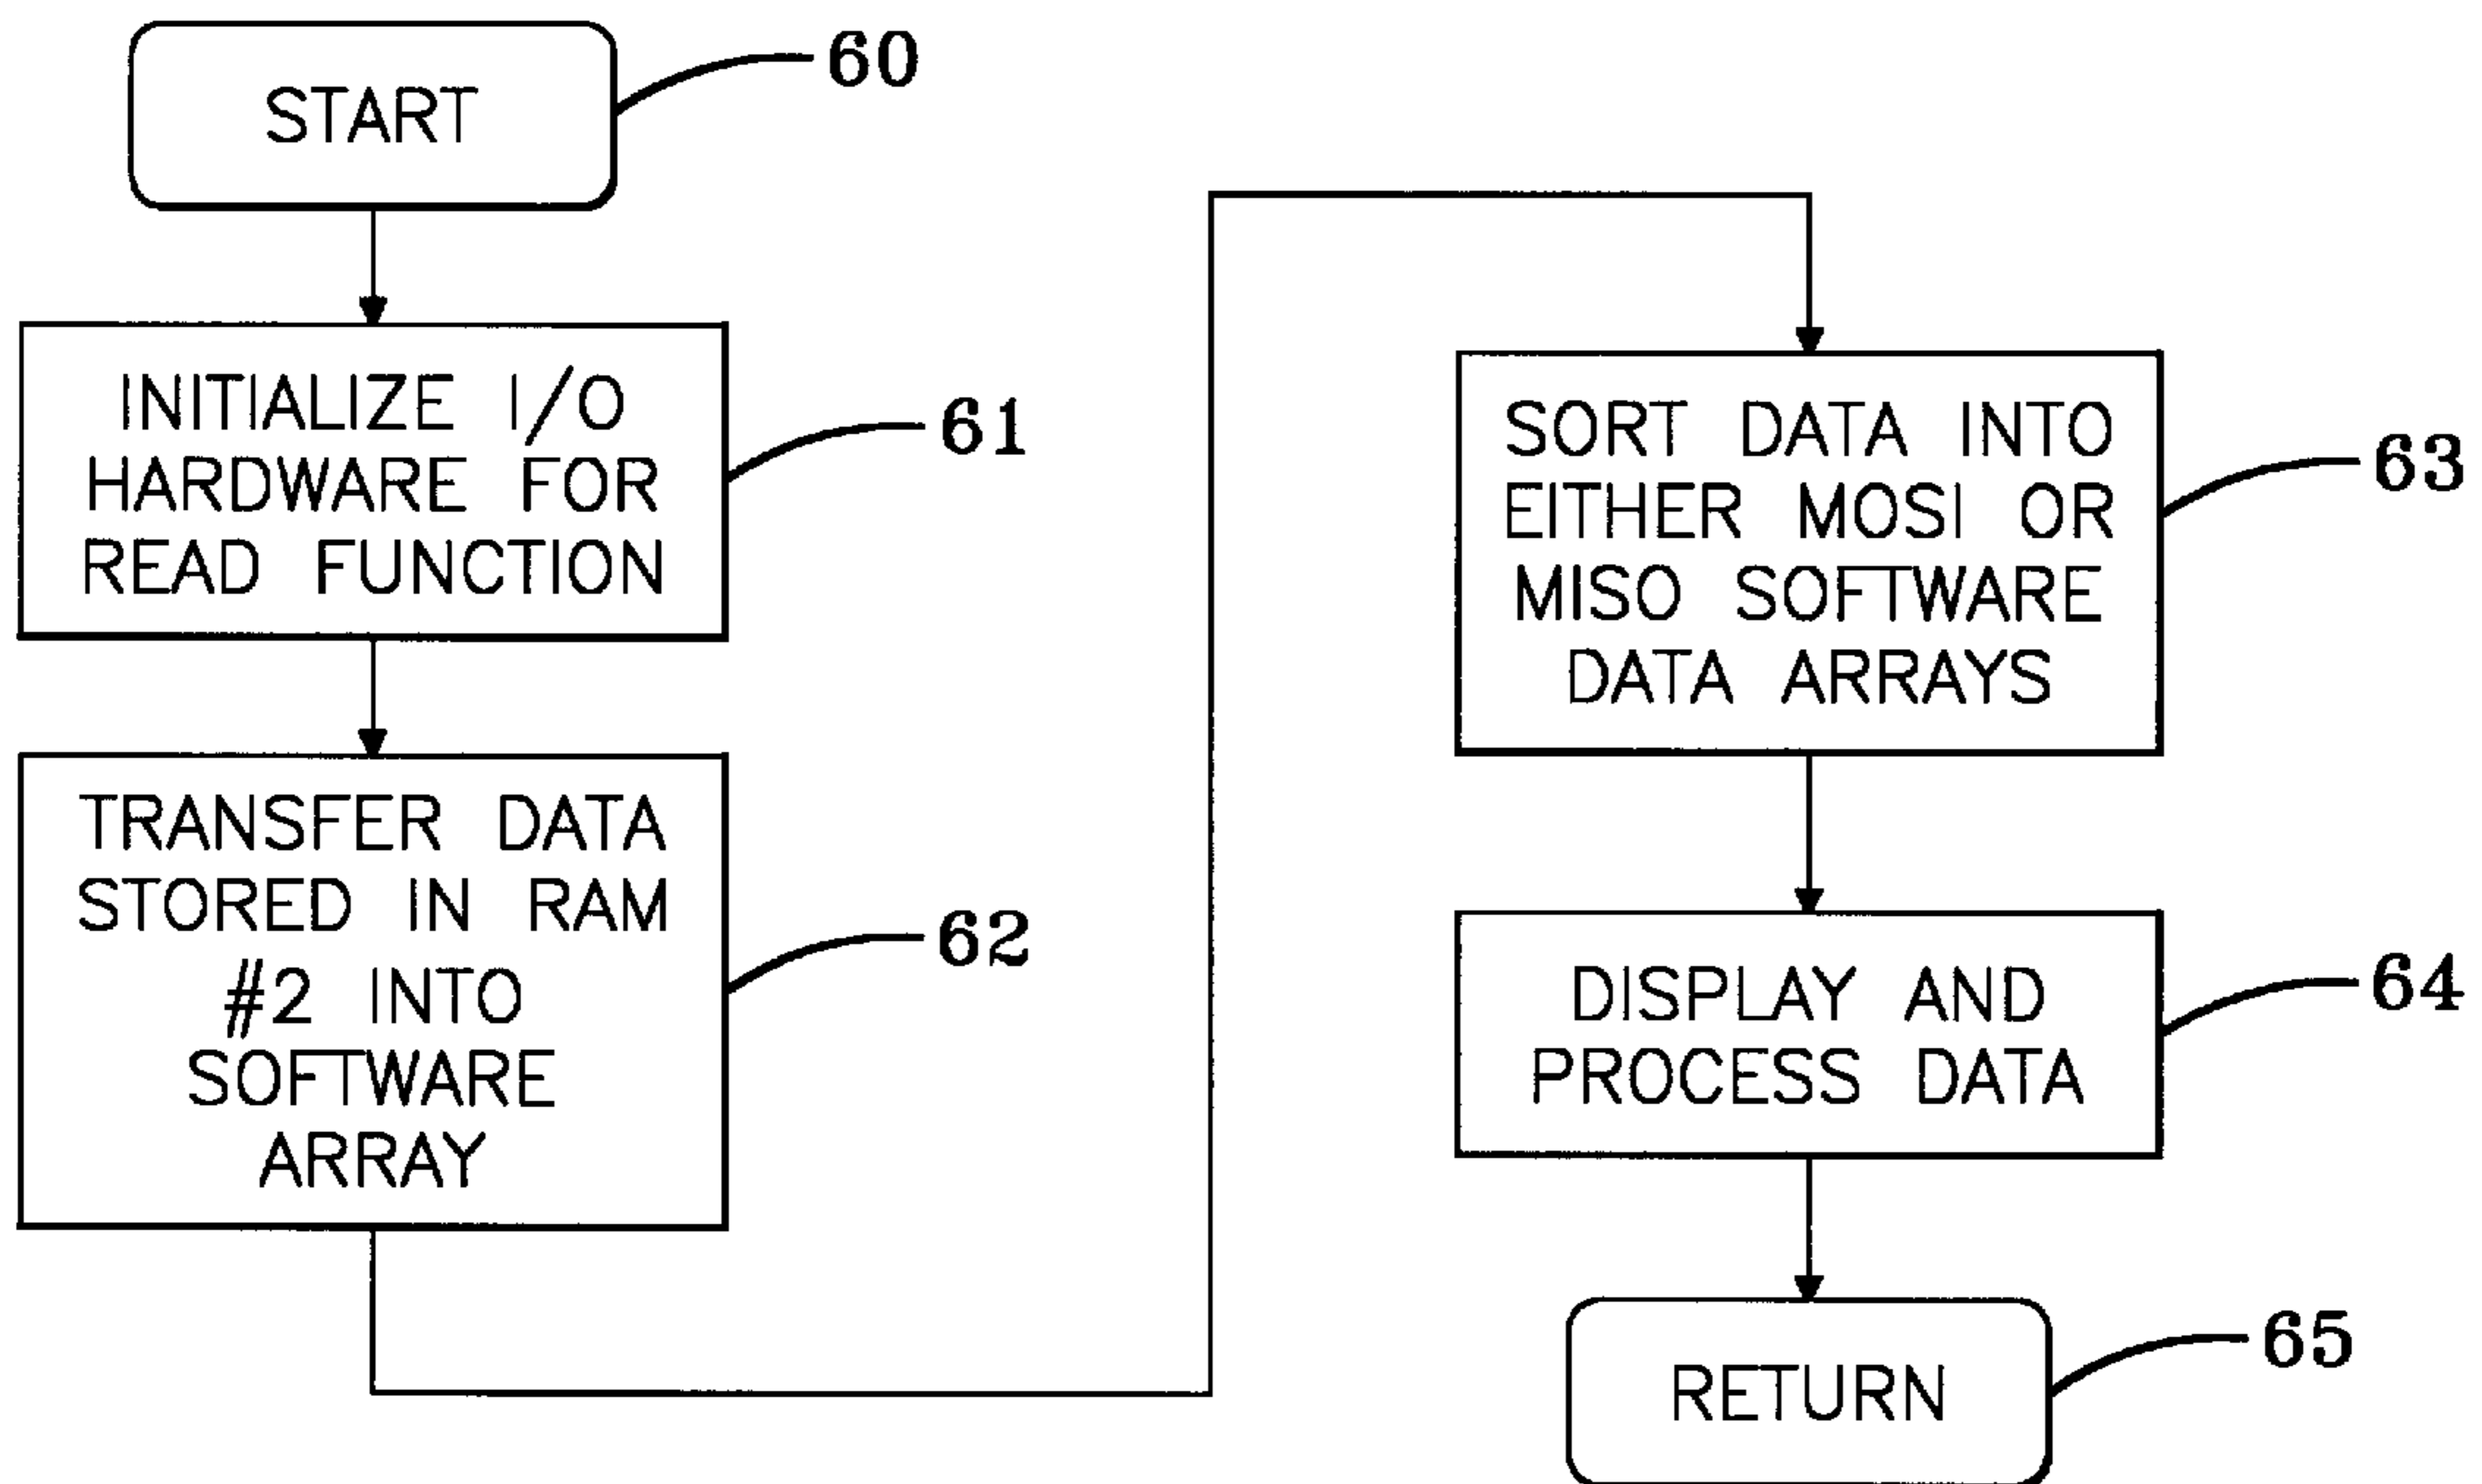 START
60
INITIALIZE I/O
HARDWARE FOR
READ FUNCTION
61
TRANSFER DATA
STORED IN RAM
#2 INTO
SOFTWARE
ARRAY
62
SORT DATA INTO
EITHER MOSI OR
MISO SOFTWARE
DATA ARRAYS
63
DISPLAY AND
PROCESS DATA
64
RETURN
65